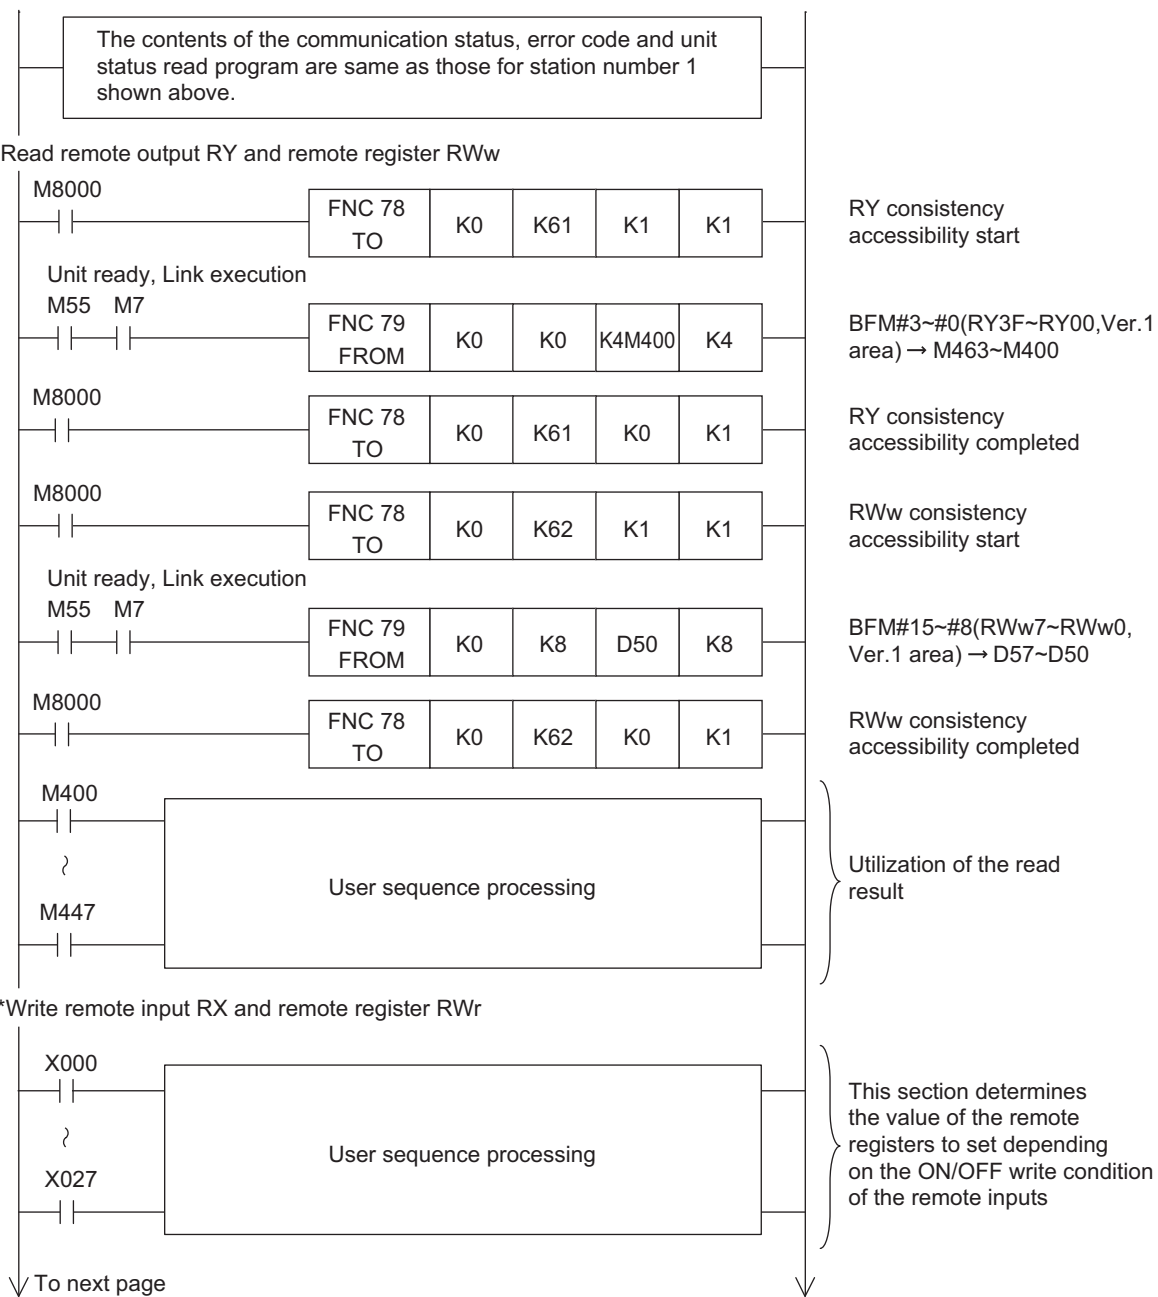 The contents of the communication status, error code and unit
status read program are same as those for station number 1
shown above.
Read remote output RY and remote register RWw
M8000
FNC 78
TO
K0
K61
K1
K1
RY consistency
accessibility start
Unit ready, Link execution
M55 M7
FNC 79
FROM
K0
K0
K4M400
K4
BFM#3~#0(RY3F~RY00,Ver.1
area) → M463~M400
M8000
FNC 78
TO
K0
K61
K0
K1
RY consistency
accessibility completed
M8000
FNC 78
TO
K0
K62
K1
K1
RWw consistency
accessibility start
Unit ready, Link execution
M55 M7
FNC 79
FROM
K0
K8
D50
K8
BFM#15~#8(RWw7~RWw0,
Ver.1 area) → D57~D50
M8000
FNC 78
TO
K0
K62
K0
K1
RWw consistency
accessibility completed
M400
~
M447
User sequence processing
Utilization of the read
result
*Write remote input RX and remote register RWr
X000
~
X027
User sequence processing
This section determines
the value of the remote
registers to set depending
on the ON/OFF write condition
of the remote inputs
To next page